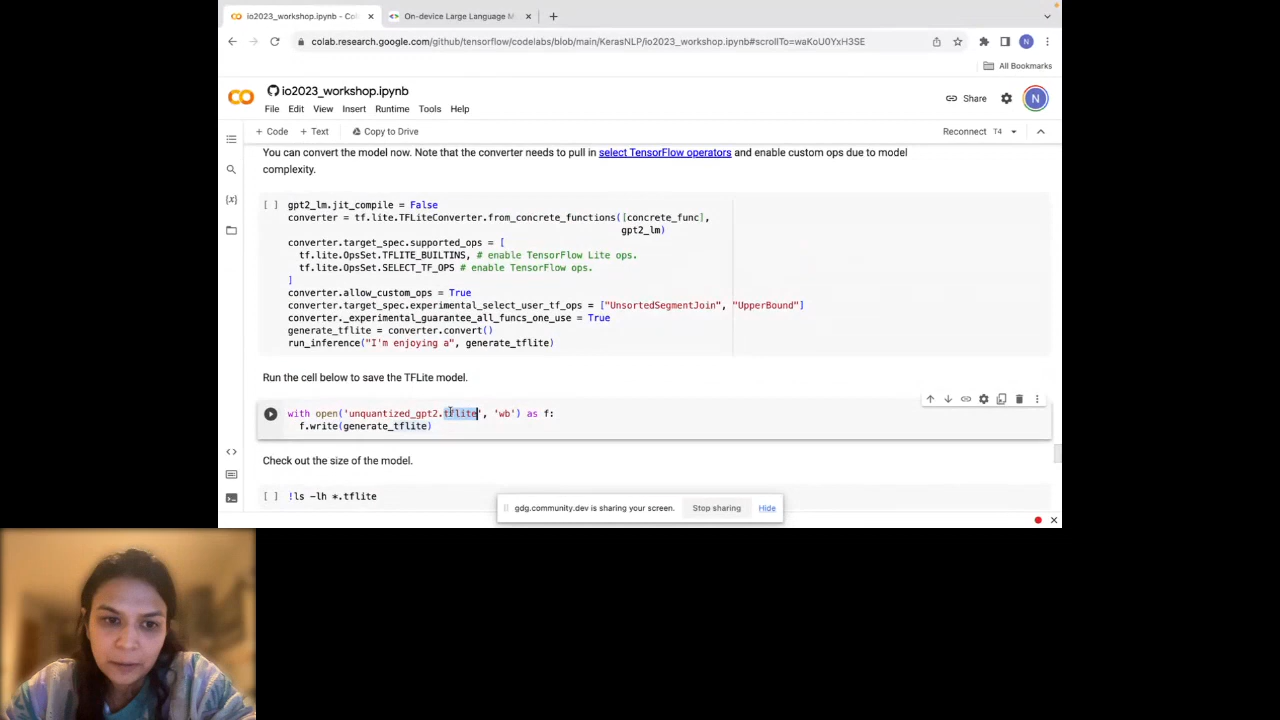 io2023_workshop.ipynb - Col
On-device Large Language M
colab.research.google.com/github/tensorflow/codelabs/blob/main/KerasNLP/io2023_workshop.ipynb#scrollTo=waKoU0YxH3SE
N
All Bookmarks
CO
io2023_workshop.ipynb
File Edit View Insert Runtime Tools Help
Share
N
+ Code + Text Copy to Drive
Reconnect T4
You can convert the model now. Note that the converter needs to pull in select TensorFlow operators and enable custom ops due to model
complexity.
{x}
[ ] gpt2_lm.jit_compile = False
converter = tf.lite.TFLiteConverter.from_concrete_functions([concrete_func],
gpt2_lm)
converter.target_spec.supported_ops = [
tf.lite.OpsSet.TFLITE_BUILTINS, # enable TensorFlow Lite ops.
tf.lite.OpsSet.SELECT_TF_OPS # enable TensorFlow ops.
]
converter.allow_custom_ops = True
converter.target_spec.experimental_select_user_tf_ops = ["UnsortedSegmentJoin", "UpperBound"]
converter._experimental_guarantee_all_funcs_one_use = True
generate_tflite = converter.convert()
run_inference("I'm enjoying a", generate_tflite)
Run the cell below to save the TFLite model.
with open('unquantized_gpt2.tflite', 'wb') as f:
f.write(generate_tflite)
Check out the size of the model.
[ ] !ls -lh *.tflite
gdg.community.dev is sharing your screen. Stop sharing Hide